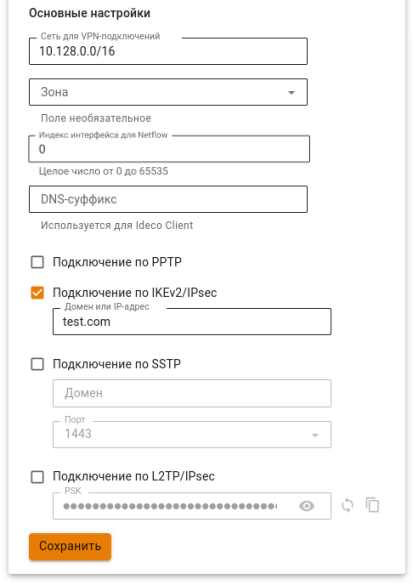 Основные настройки
Сеть для VPN-подключений
10.128.0.0/16
Зона
Поле необязательное
Индекс интерфейса для Netflow
0
Целое число от 0 до 65535
DNS-суффикс
Используется для Ideco Client
Подключение по PPTP
Подключение по IKEv2/IPsec
Домен или IP-адрес
test.com
Подключение по SSTP
Домен
Порт
1443
Подключение по L2TP/IPsec
PSK
Сохранить